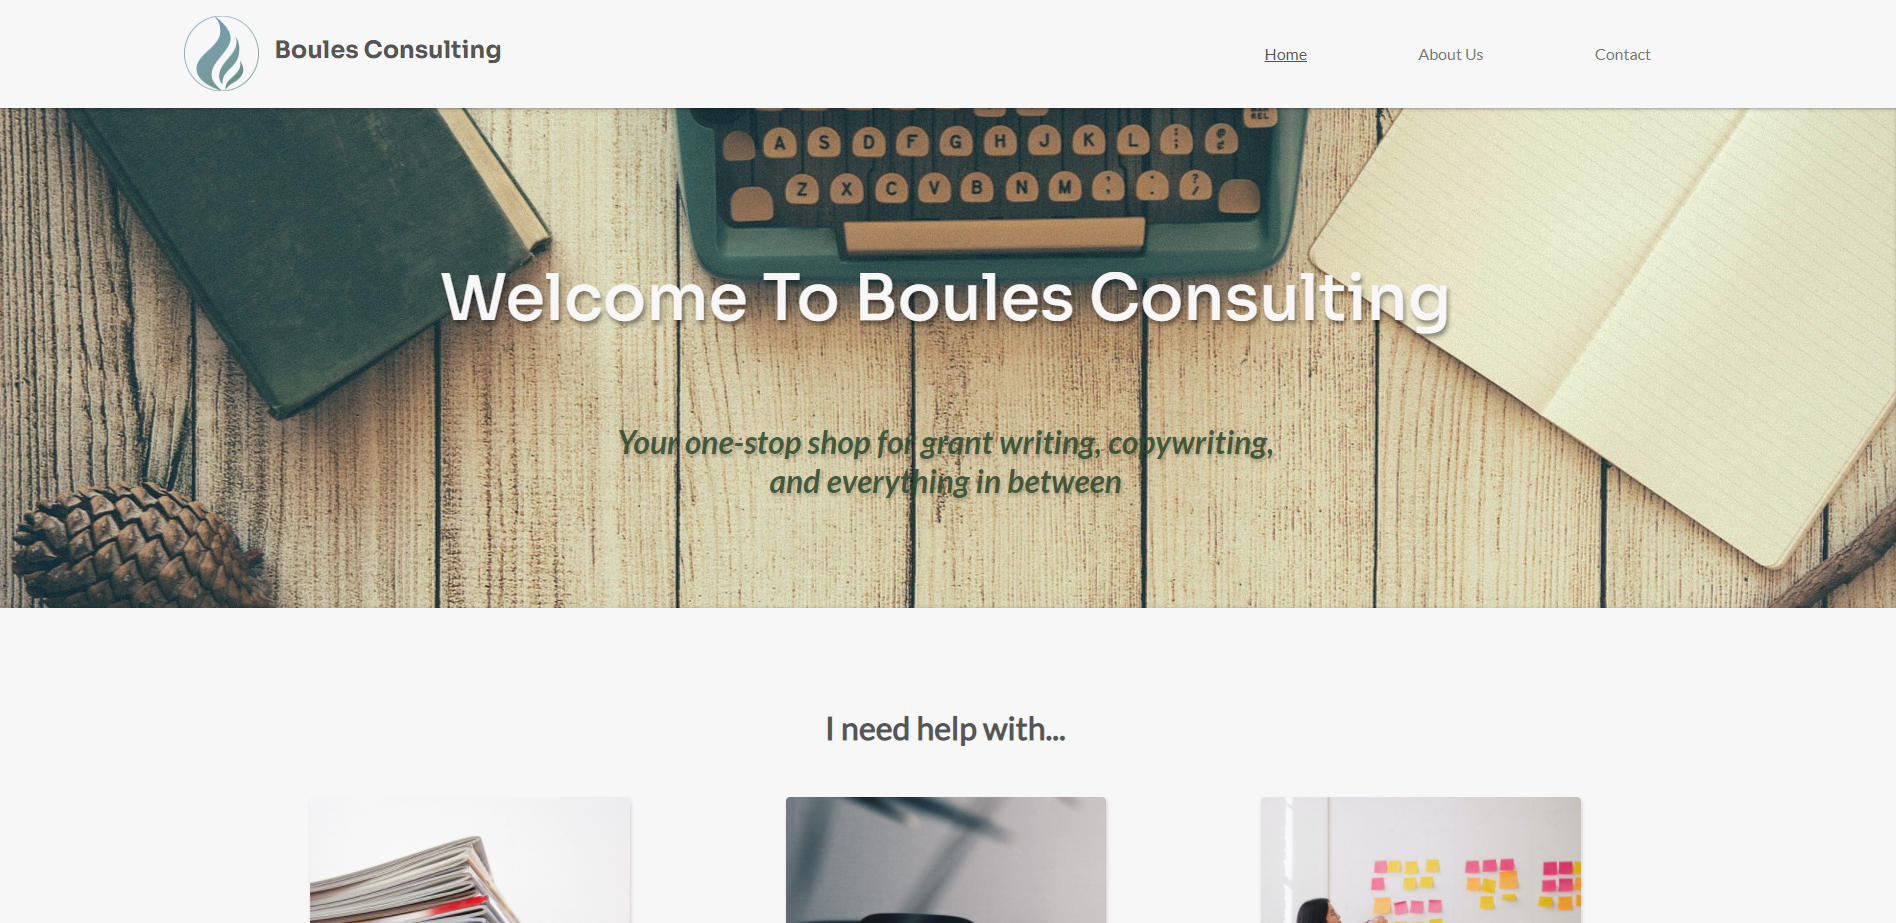 Boules Consulting
Home
About Us
Contact
REL
A S D F G H J K L ; @ ¢
Z X C V B N M , . ? /
Welcome To Boules Consulting
Your one-stop shop for grant writing, copywriting,
and everything in between
I need help with...